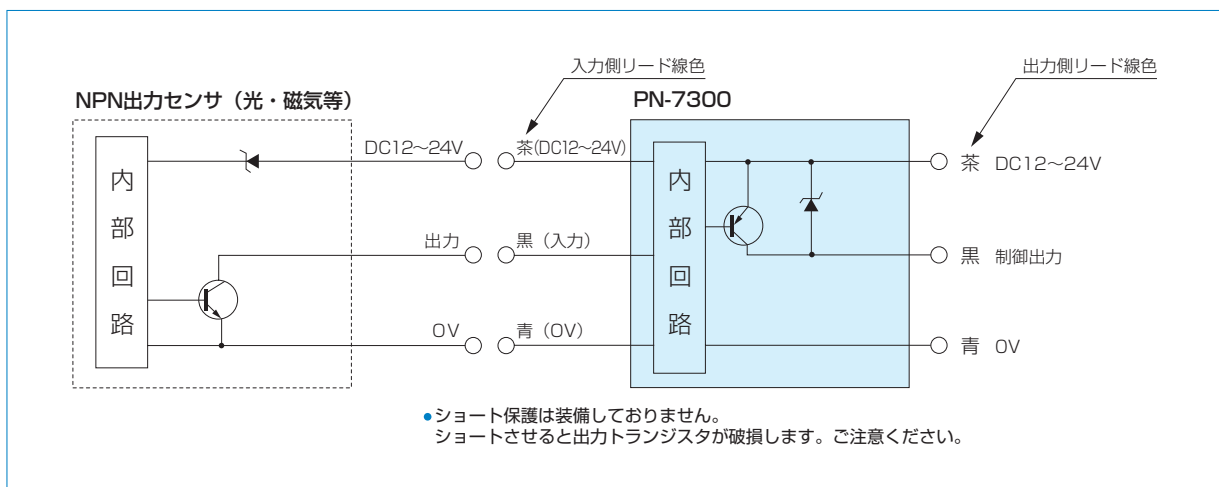 入力側リード線色
出力側リード線色
NPN出力センサ（光・磁気等）
PN-7300
DC12～24V
茶(DC12～24V)
茶 DC12～24V
内部回路
内部回路
出力
黒（入力）
黒 制御出力
0V
青（0V）
青 0V
●ショート保護は装備しておりません。
ショートさせると出力トランジスタが破損します。ご注意ください。